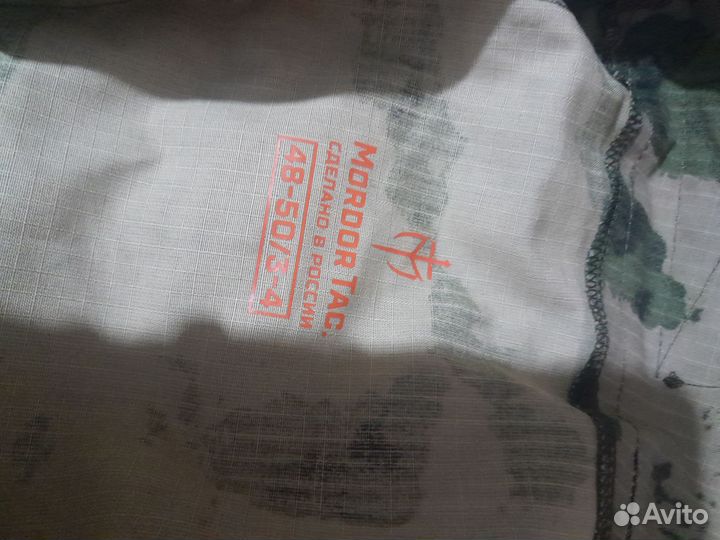 MORDOR TAC.
СДЕЛАНО В РОССИИ
48-50/3-4
Avito